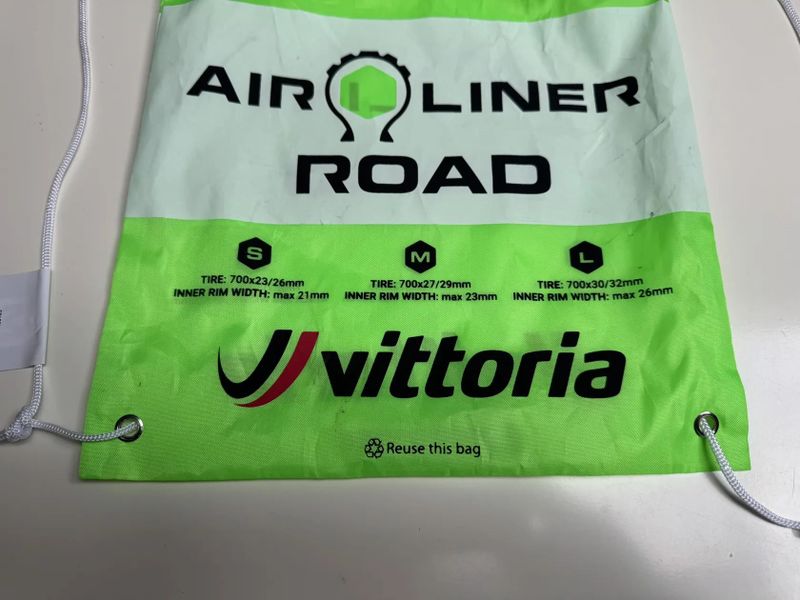 AIR LINER
ROAD
S
TIRE: 700x23/26mm
INNER RIM WIDTH: max 21mm
M
TIRE: 700x27/29mm
INNER RIM WIDTH: max 23mm
L
TIRE: 700x30/32mm
INNER RIM WIDTH: max 26mm
vittoria
Reuse this bag